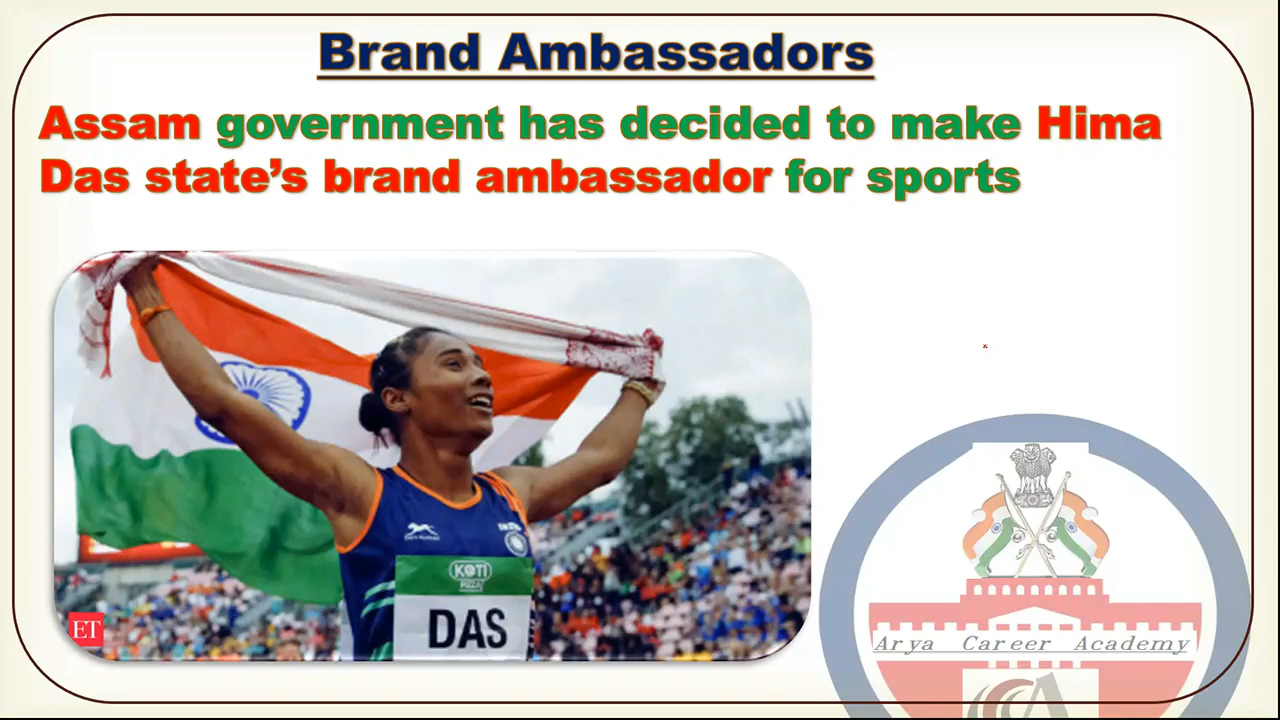 Brand Ambassadors
Assam government has decided to make Hima
Das state's brand ambassador for sports
KOTI
PIZZA
DAS
ET
Arya Career Academy